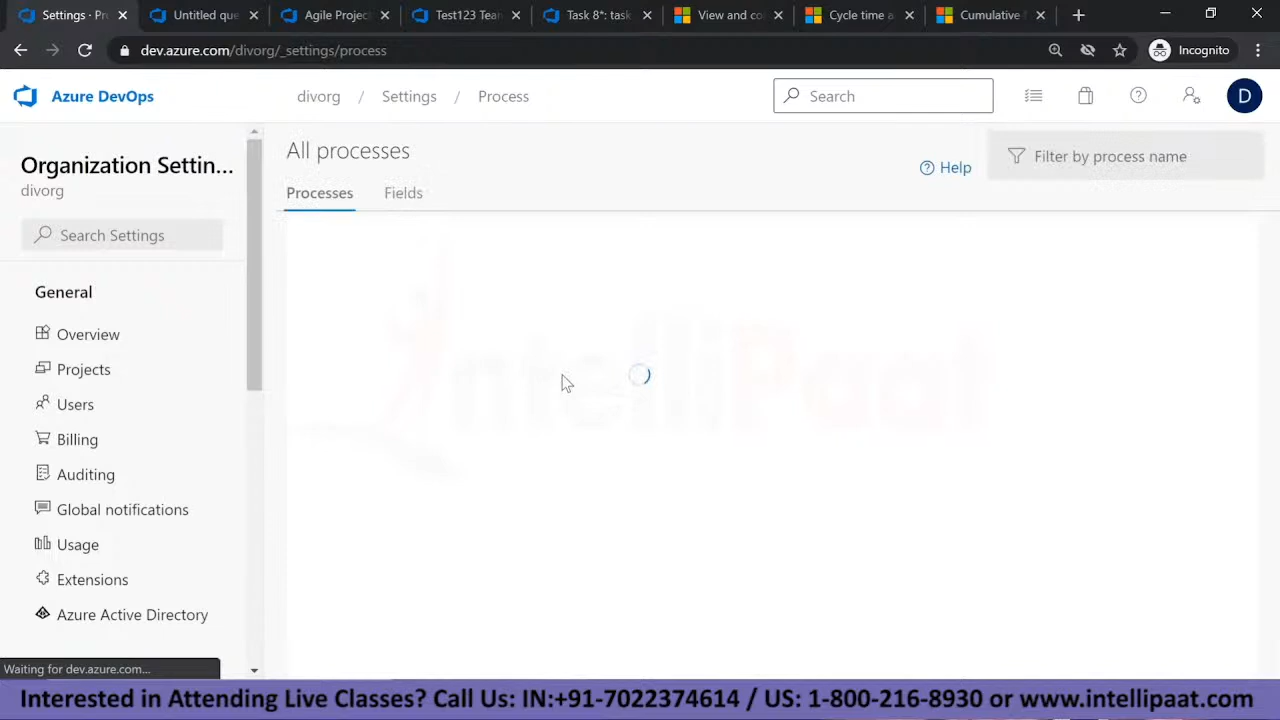 Settings - Pr
Untitled que
Agile Projec
Test123 Tean
Task 8*: task
View and co
Cycle time a
Cumulative F
dev.azure.com/divorg/_settings/process
Incognito
Azure DevOps
divorg / Settings / Process
Search
D
Organization Settin...
divorg
Search Settings
General
Overview
Projects
Users
Billing
Auditing
Global notifications
Usage
Extensions
Azure Active Directory
All processes
Help
Filter by process name
Processes
Fields
IntelliPaat
Waiting for dev.azure.com...
Interested in Attending Live Classes? Call Us: IN:+91-7022374614 / US: 1-800-216-8930 or www.intellipaat.com